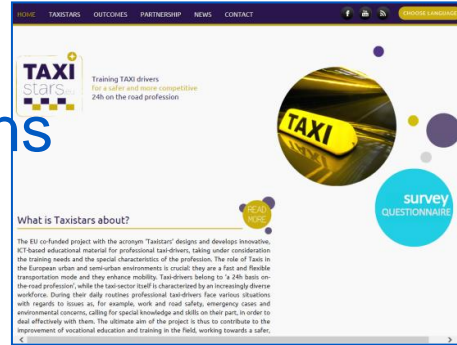 HOME TAXISTARS OUTCOMES PARTNERSHIP NEWS CONTACT f CHOOSE LANGUAGE
TAXI
stars.eu
Training TAXI drivers
for a safer and more competitive
24h on the road profession
ns
TAXI
survey
QUESTIONNAIRE
READ
MORE
What is Taxistars about?
The EU co-funded project with the acronym 'Taxistars' designs and develops innovative,
ICT-based educational material for professional taxi-drivers, taking under consideration
the training needs and the special characteristics of the profession. The role of Taxis in
the European urban and semi-urban environments is crucial: they are a fast and flexible
transportation mode and they enhance mobility. Taxi-drivers belong to 'a 24h basis on-
the-road profession', while the taxi-sector itself is characterized by an increasingly diverse
workforce. During their daily routines professional taxi-drivers face various situations
with regards to issues as, for example, work and road safety, emergency cases and
environmental concerns, calling for special knowledge and skills on their part, in order to
deal effectively with them. The ultimate aim of the project is thus to contribute to the
improvement of vocational education and training in the field, working towards a safer,